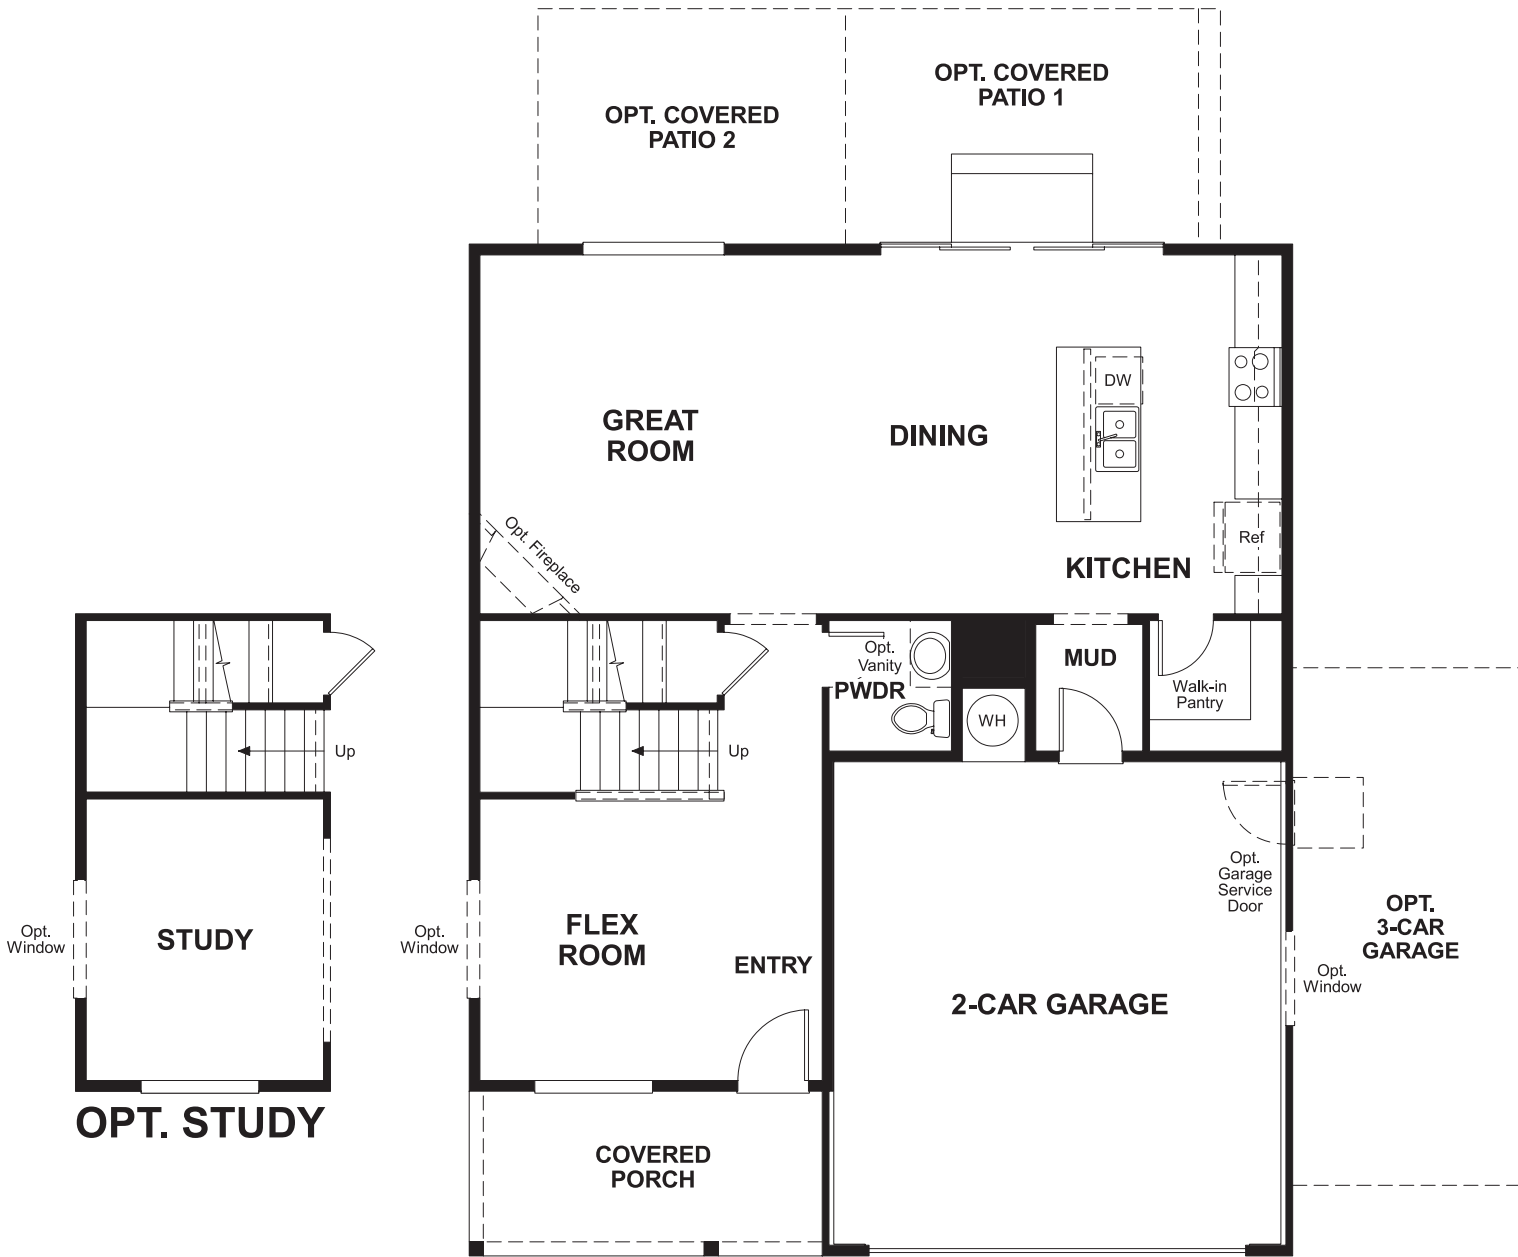 OPT. COVERED
PATIO 1
OPT. COVERED
PATIO 2
DW
GREAT
ROOM
DINING
Ref
Opt. Fireplace
KITCHEN
Opt.
Vanity
PWDR
MUD
Walk-in
Pantry
WH
Up
Up
Opt.
Garage
Service
Door
OPT.
3-CAR
GARAGE
Opt.
Window
STUDY
Opt.
Window
FLEX
ROOM
ENTRY
2-CAR GARAGE
Opt.
Window
OPT. STUDY
COVERED
PORCH